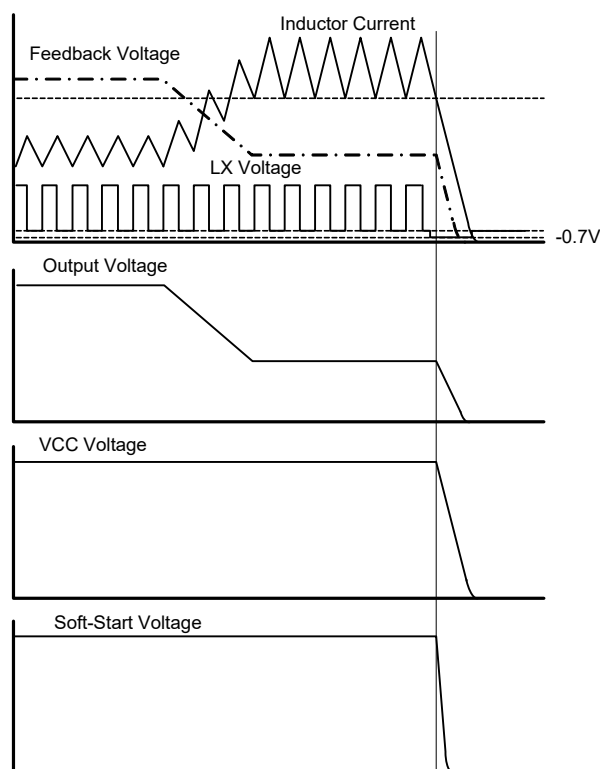 Inductor Current
Feedback Voltage
LX Voltage
-0.7V
Output Voltage
VCC Voltage
Soft-Start Voltage